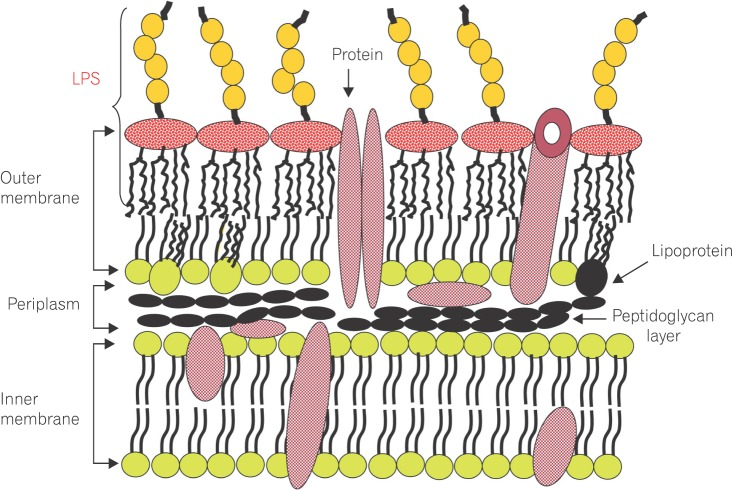 LPS
Protein
Outer
membrane
Lipoprotein
Periplasm
Peptidoglycan
layer
Inner
membrane